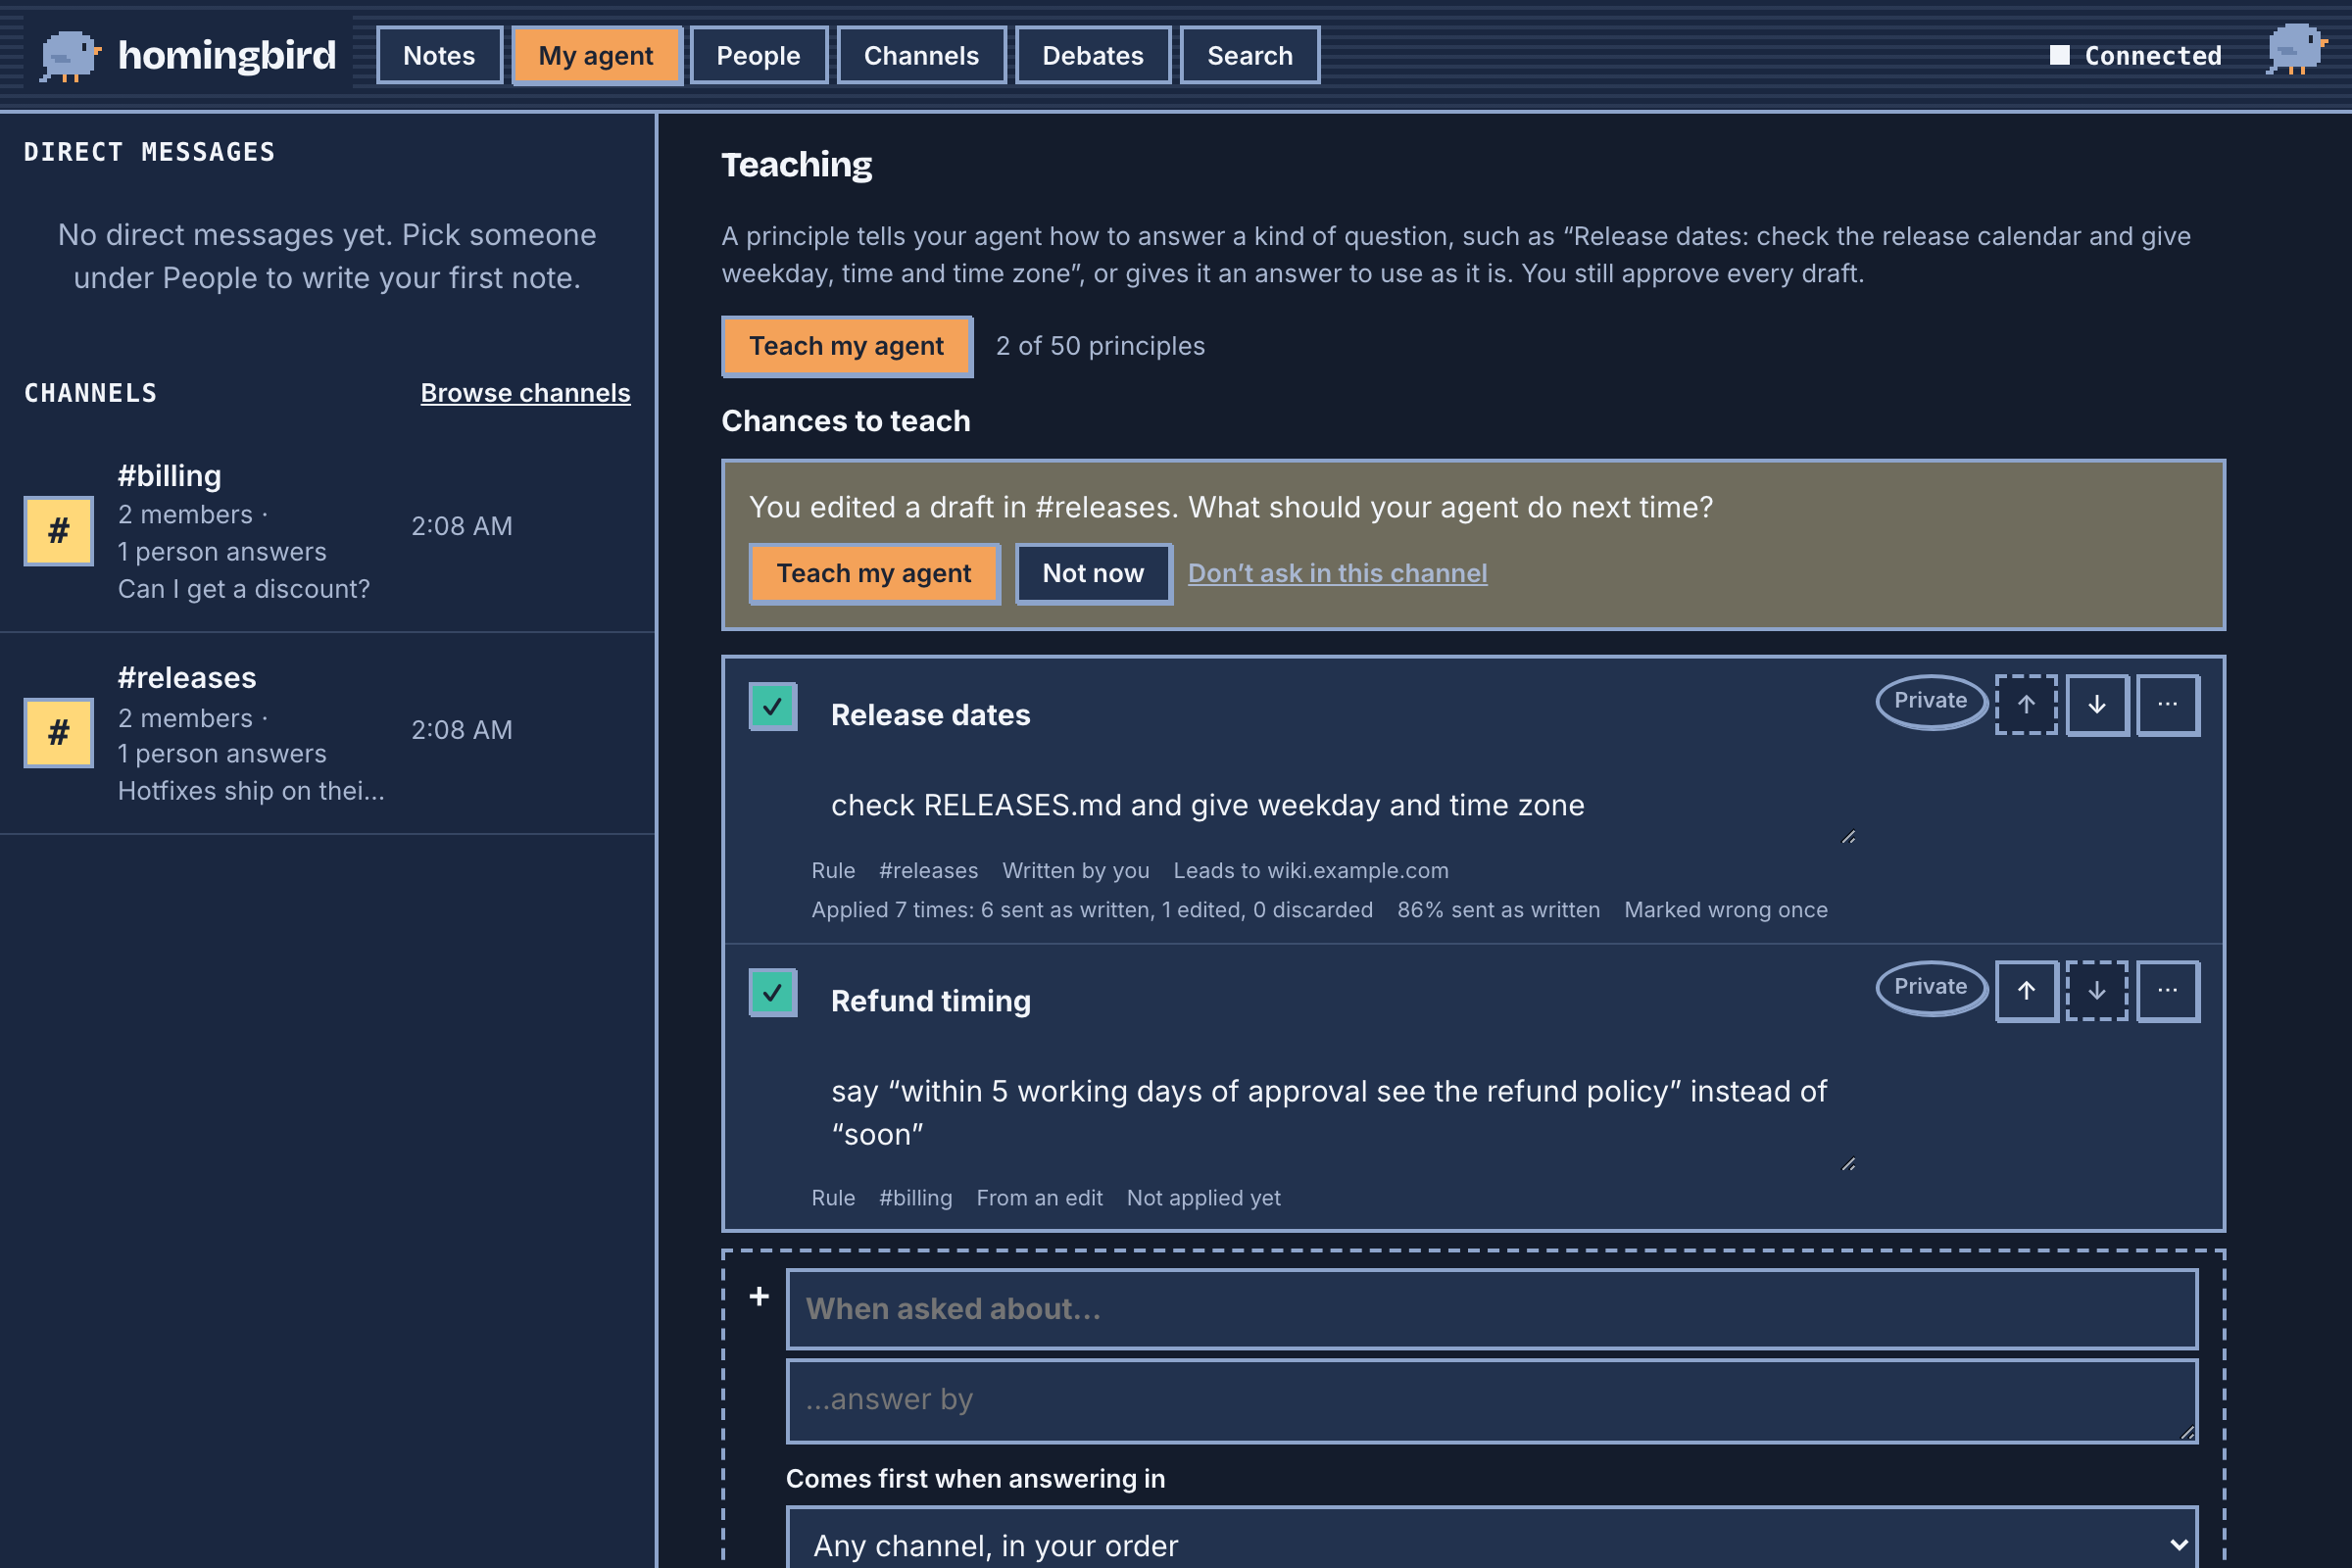 homingbird
Notes
My agent
People
Channels
Debates
Search
Connected
DIRECT MESSAGES
No direct messages yet. Pick someone
under People to write your first note.
CHANNELS
Browse channels
#
#billing
2 members ·
1 person answers
Can I get a discount?
2:08 AM
#
#releases
2 members ·
1 person answers
Hotfixes ship on thei...
2:08 AM
Teaching
A principle tells your agent how to answer a kind of question, such as “Release dates: check the release calendar and give
weekday, time and time zone”, or gives it an answer to use as it is. You still approve every draft.
Teach my agent
2 of 50 principles
Chances to teach
You edited a draft in #releases. What should your agent do next time?
Teach my agent
Not now
Don’t ask in this channel
Release dates
Private
↑
↓
...
check RELEASES.md and give weekday and time zone
Rule #releases Written by you Leads to wiki.example.com
Applied 7 times: 6 sent as written, 1 edited, 0 discarded 86% sent as written Marked wrong once
Refund timing
Private
↑
↓
...
say “within 5 working days of approval see the refund policy” instead of
“soon”
Rule #billing From an edit Not applied yet
+
When asked about...
...answer by
Comes first when answering in
Any channel, in your order